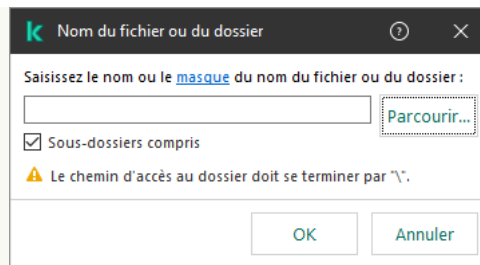 Nom du fichier ou du dossier
Saisissez le nom ou le masque du nom du fichier ou du dossier :
Parcourir...
Sous-dossiers compris
Le chemin d'accès au dossier doit se terminer par "\".
OK Annuler